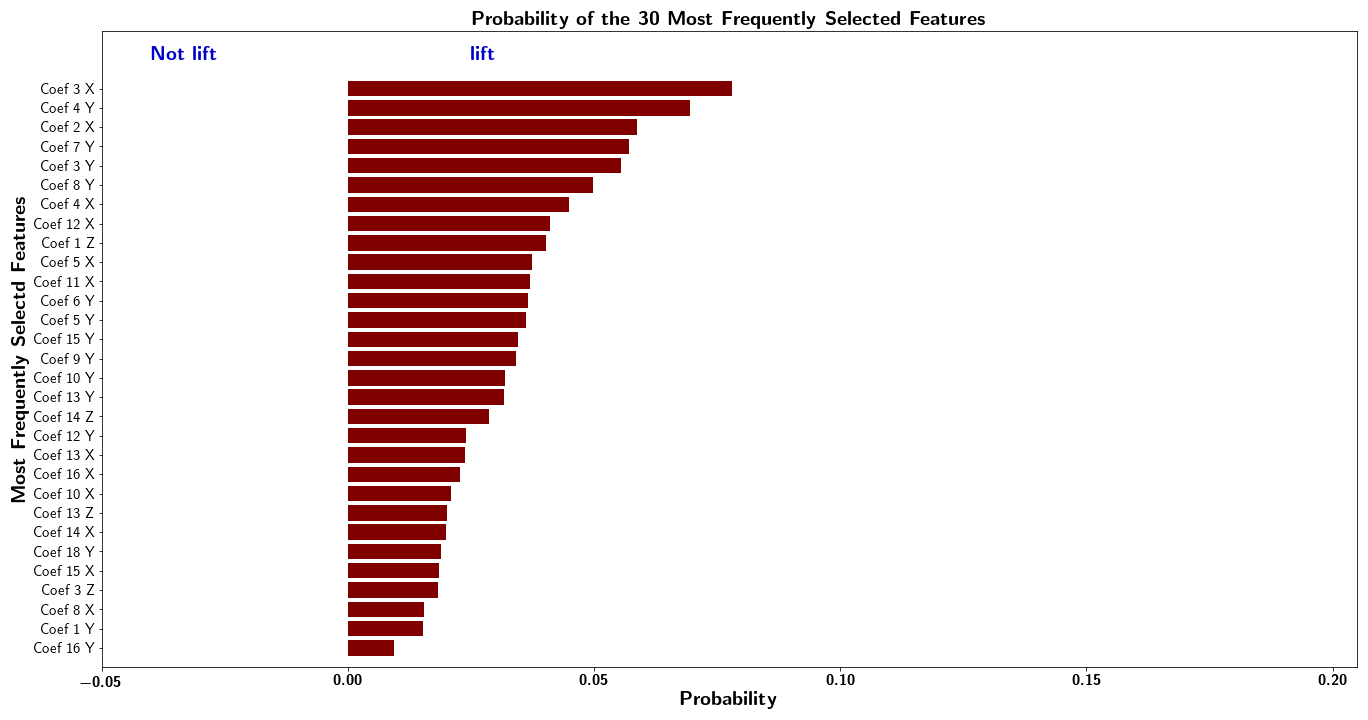 Probability of the 30 Most Frequently Selected Features
Not lift
lift
Most Frequently Selectd Features
Coef 3 X
Coef 4 Y
Coef 2 X
Coef 7 Y
Coef 3 Y
Coef 8 Y
Coef 4 X
Coef 12 X
Coef 1 Z
Coef 5 X
Coef 11 X
Coef 6 Y
Coef 5 Y
Coef 15 Y
Coef 9 Y
Coef 10 Y
Coef 13 Y
Coef 14 Z
Coef 12 Y
Coef 13 X
Coef 16 X
Coef 10 X
Coef 13 Z
Coef 14 X
Coef 18 Y
Coef 15 X
Coef 3 Z
Coef 8 X
Coef 1 Y
Coef 16 Y
−0.05 0.00 0.05 0.10 0.15 0.20
Probability